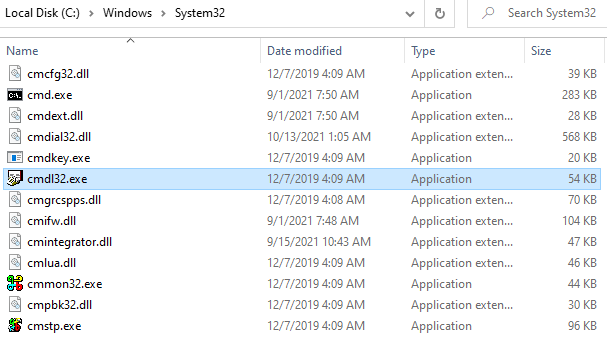 Local Disk (C:) > Windows > System32 Search System32
Name Date modified Type Size
cmcfg32.dll 12/7/2019 4:09 AM Application exten... 39 KB
cmd.exe 9/1/2021 7:50 AM Application 283 KB
cmdext.dll 9/1/2021 7:50 AM Application exten... 28 KB
cmdial32.dll 10/13/2021 1:05 AM Application exten... 568 KB
cmdkey.exe 12/7/2019 4:09 AM Application 20 KB
cmdl32.exe 12/7/2019 4:09 AM Application 54 KB
cmgrcspps.dll 12/7/2019 4:08 AM Application exten... 70 KB
cmifw.dll 9/1/2021 7:48 AM Application exten... 104 KB
cmintegrator.dll 9/15/2021 10:43 AM Application exten... 47 KB
cmlua.dll 12/7/2019 4:09 AM Application exten... 46 KB
cmmon32.exe 12/7/2019 4:09 AM Application 44 KB
cmpbk32.dll 12/7/2019 4:09 AM Application exten... 30 KB
cmstp.exe 12/7/2019 4:09 AM Application 96 KB